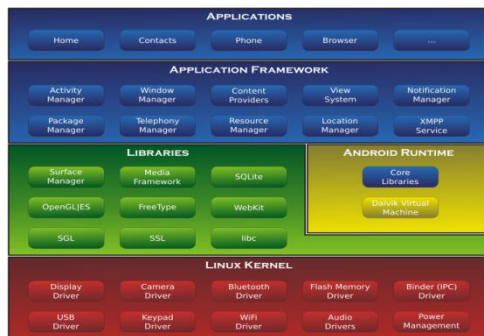 APPLICATIONS
Home Contacts Phone Browser ...
APPLICATION FRAMEWORK
Activity Manager
Window Manager
Content Providers
View System
Notification Manager
Package Manager
Telephony Manager
Resource Manager
Location Manager
XMPP Service
LIBRARIES
Surface Manager
Media Framework
SQLite
OpenGL|ES
FreeType
WebKit
SGL
SSL
libc
ANDROID RUNTIME
Core Libraries
Dalvik Virtual Machine
LINUX KERNEL
Display Driver
Camera Driver
Bluetooth Driver
Flash Memory Driver
Binder (IPC) Driver
USB Driver
Keypad Driver
WiFi Driver
Audio Drivers
Power Management